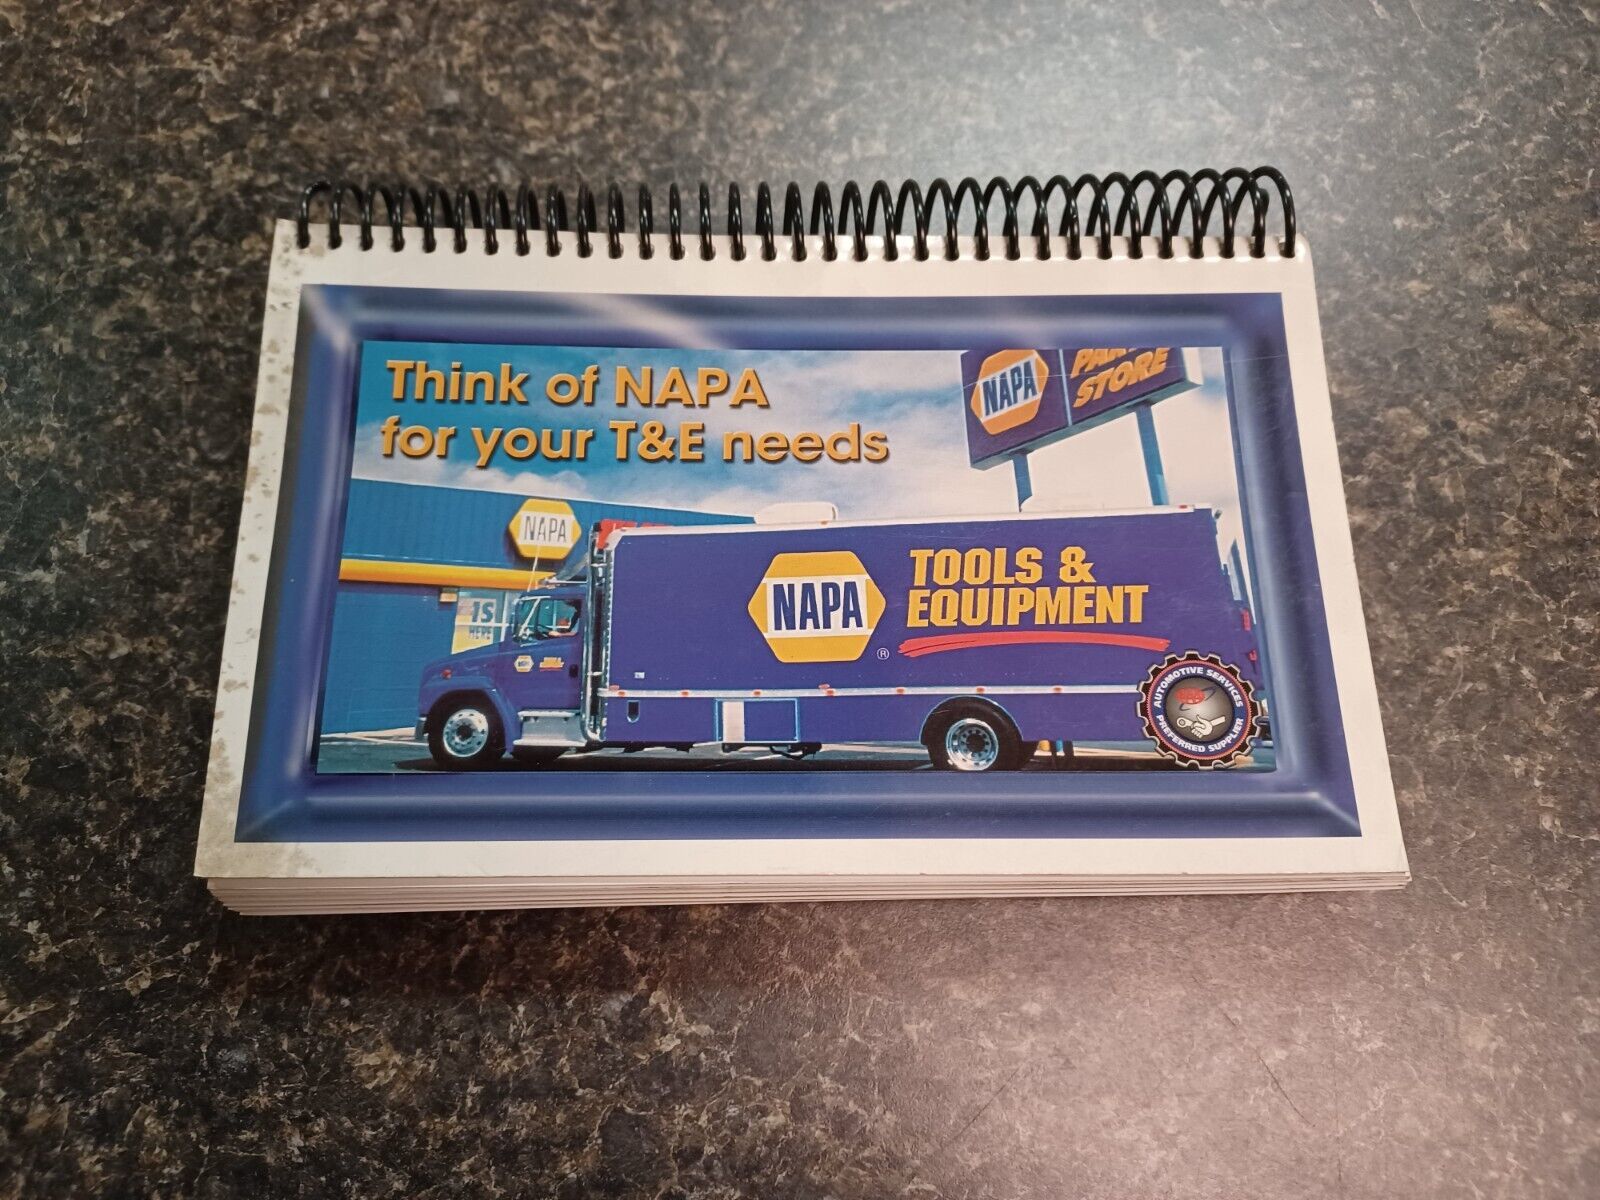 Think of NAPA
for your T&E needs
NAPA
PARTS
STORE
NAPA
IS
HERE
NAPA
®
TOOLS &
EQUIPMENT
NAPA
AUTOMOTIVE SERVICES
PREFERRED SUPPLIER